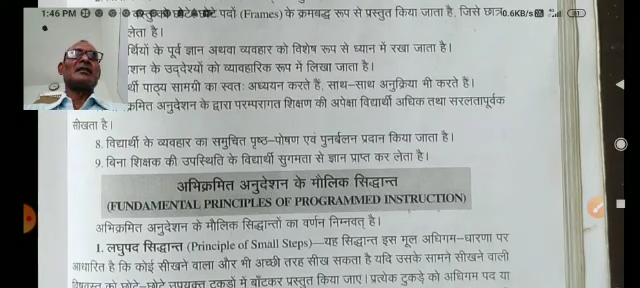 1:46 PM
0.6KB/s
छोटे-छोटे पदों (Frames) के क्रमबद्ध रूप से प्रस्तुत किया जाता है, जिसे छात्र
लेता है।
र्थियों के पूर्व ज्ञान अथवा व्यवहार को विशेष रूप से ध्यान में रखा जाता है।
शन के उद्देश्यों को व्यावहारिक रूप में लिखा जाता है।
र्थी पाठ्य सामग्री का स्वतः अध्ययन करते हैं, साथ-साथ अनुक्रिया भी करते हैं।
क्रमित अनुदेशन के द्वारा परम्परागत शिक्षण की अपेक्षा विद्यार्थी अधिक तथा सरलतापूर्वक
सीखता है।
8. विद्यार्थी के व्यवहार का समुचित पृष्ठ-पोषण एवं पुनर्बलन प्रदान किया जाता है।
9. बिना शिक्षक की उपस्थिति के विद्यार्थी सुगमता से ज्ञान प्राप्त कर लेता है।
अभिक्रमित अनुदेशन के मौलिक सिद्धान्त
(FUNDAMENTAL PRINCIPLES OF PROGRAMMED INSTRUCTION)
अभिक्रमित अनुदेशन के मौलिक सिद्धान्तों का वर्णन निम्नवत् है।
1. लघुपद सिद्धान्त (Principle of Small Steps)—यह सिद्धान्त इस मूल अधिगम-धारणा पर
आधारित है कि कोई सीखने वाला और भी अच्छी तरह सीख सकता है यदि उसके सामने सीखने वाली
विषयवस्तु को छोटे-छोटे उपयुक्त टुकड़ों में बाँटकर प्रस्तुत किया जाए। प्रत्येक टुकड़े को अधिगम पद या